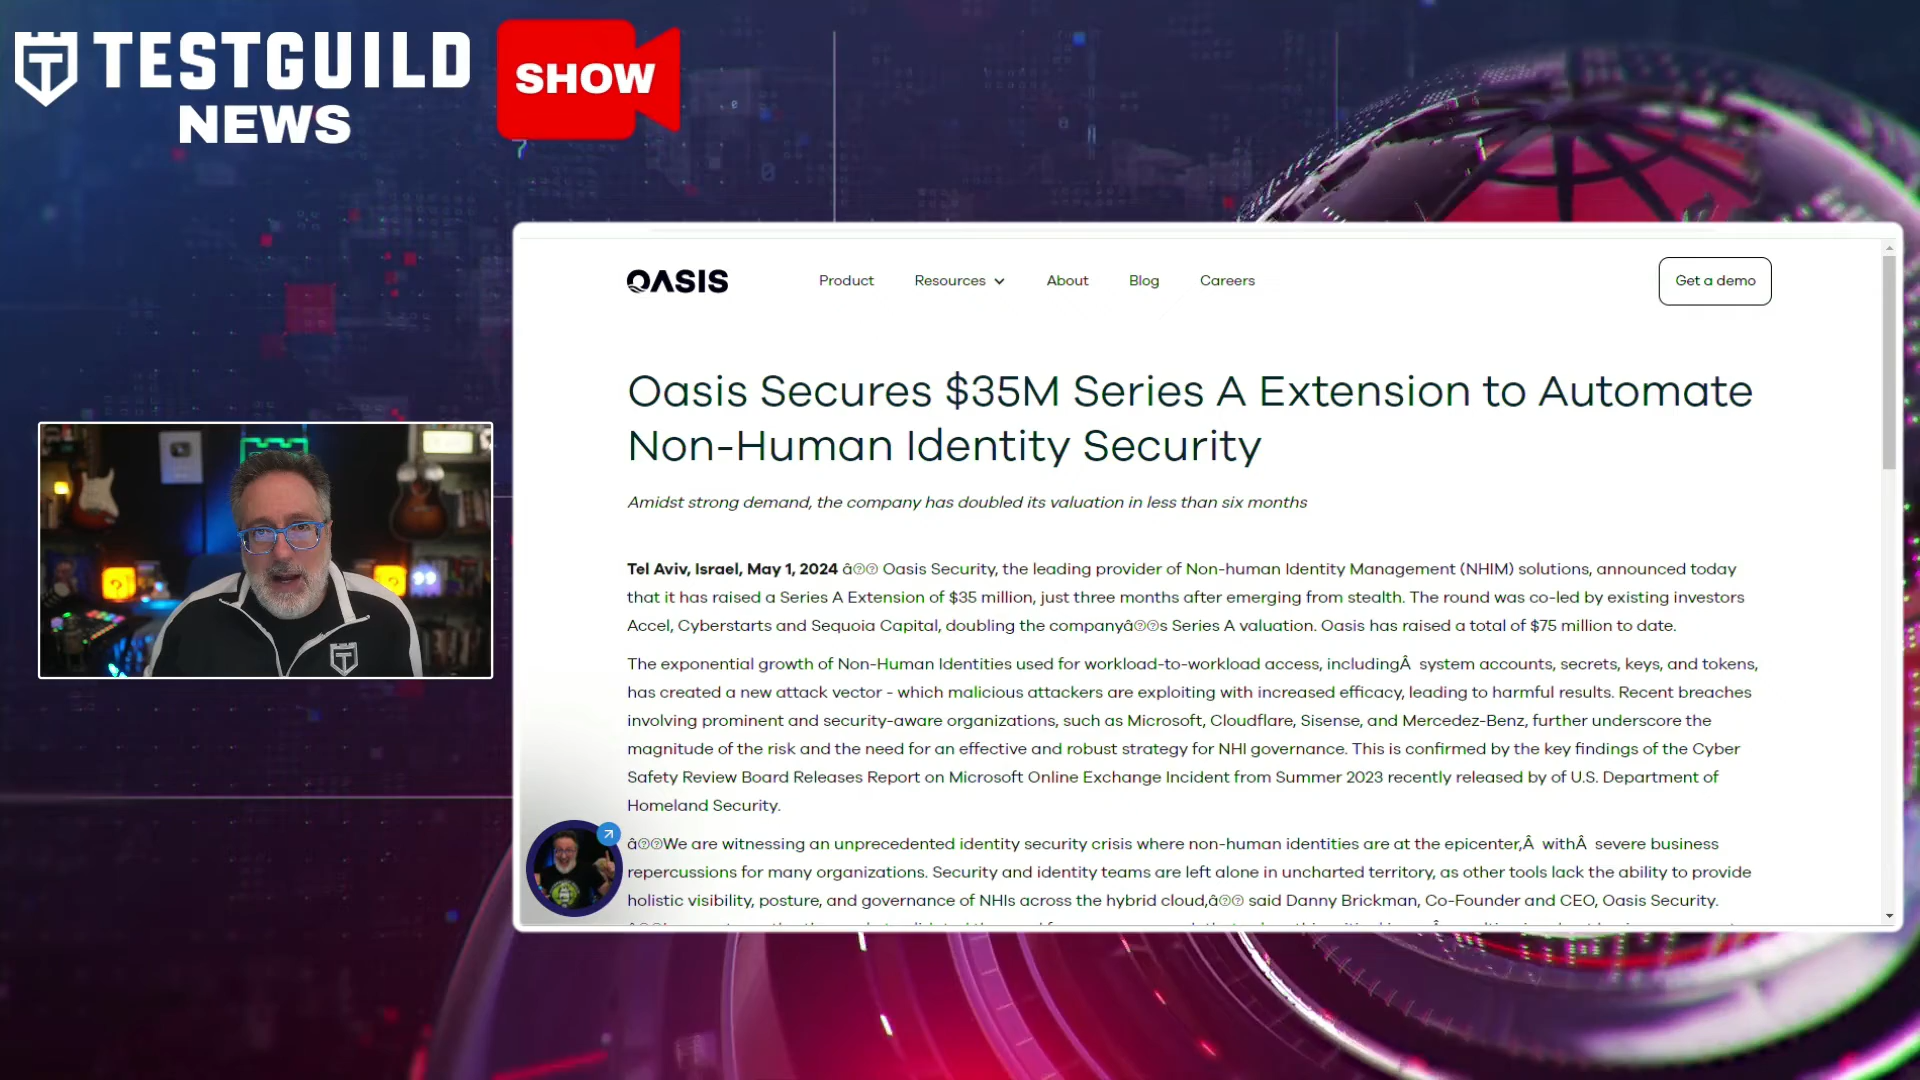 TESTGUILD
NEWS
SHOW
OASIS
Product
Resources
About
Blog
Careers
Get a demo
Oasis Secures $35M Series A Extension to Automate
Non-Human Identity Security
Amidst strong demand, the company has doubled its valuation in less than six months
Tel Aviv, Israel, May 1, 2024 â�� Oasis Security, the leading provider of Non-human Identity Management (NHIM) solutions, announced today
that it has raised a Series A Extension of $35 million, just three months after emerging from stealth. The round was co-led by existing investors
Accel, Cyberstarts and Sequoia Capital, doubling the companyâ��s Series A valuation. Oasis has raised a total of $75 million to date.
The exponential growth of Non-Human Identities used for workload-to-workload access, includingÂ system accounts, secrets, keys, and tokens,
has created a new attack vector - which malicious attackers are exploiting with increased efficacy, leading to harmful results. Recent breaches
involving prominent and security-aware organizations, such as Microsoft, Cloudflare, Sisense, and Mercedez-Benz, further underscore the
magnitude of the risk and the need for an effective and robust strategy for NHI governance. This is confirmed by the key findings of the Cyber
Safety Review Board Releases Report on Microsoft Online Exchange Incident from Summer 2023 recently released by of U.S. Department of
Homeland Security.
â��We are witnessing an unprecedented identity security crisis where non-human identities are at the epicenter,Â withÂ severe business
repercussions for many organizations. Security and identity teams are left alone in uncharted territory, as other tools lack the ability to provide
holistic visibility, posture, and governance of NHIs across the hybrid cloud,â�� said Danny Brickman, Co-Founder and CEO, Oasis Security.